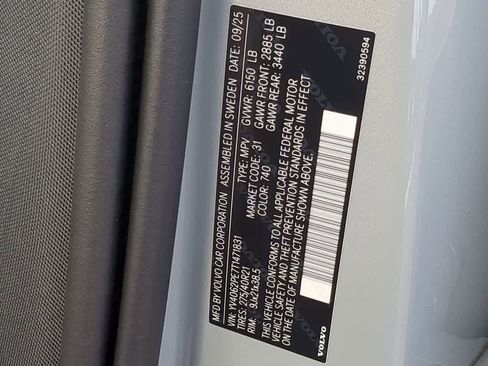 MFD BY VOLVO CAR CORPORATION ASSEMBLED IN SWEDEN DATE: 09/25
VIN: TYPE: MPV GVWR: 6150 LB
TIRES: 275/40R21 MARKET CODE: 31 GAWR FRONT: 2885 LB
RIM: 9Jx21x38.5 COLOR: 740 GAWR REAR: 3440 LB
THIS VEHICLE CONFORMS TO ALL APPLICABLE FEDERAL MOTOR
VEHICLE SAFETY AND THEFT PREVENTION STANDARDS IN EFFECT
ON THE DATE OF MANUFACTURE SHOWN ABOVE.
VOLVO
32390594